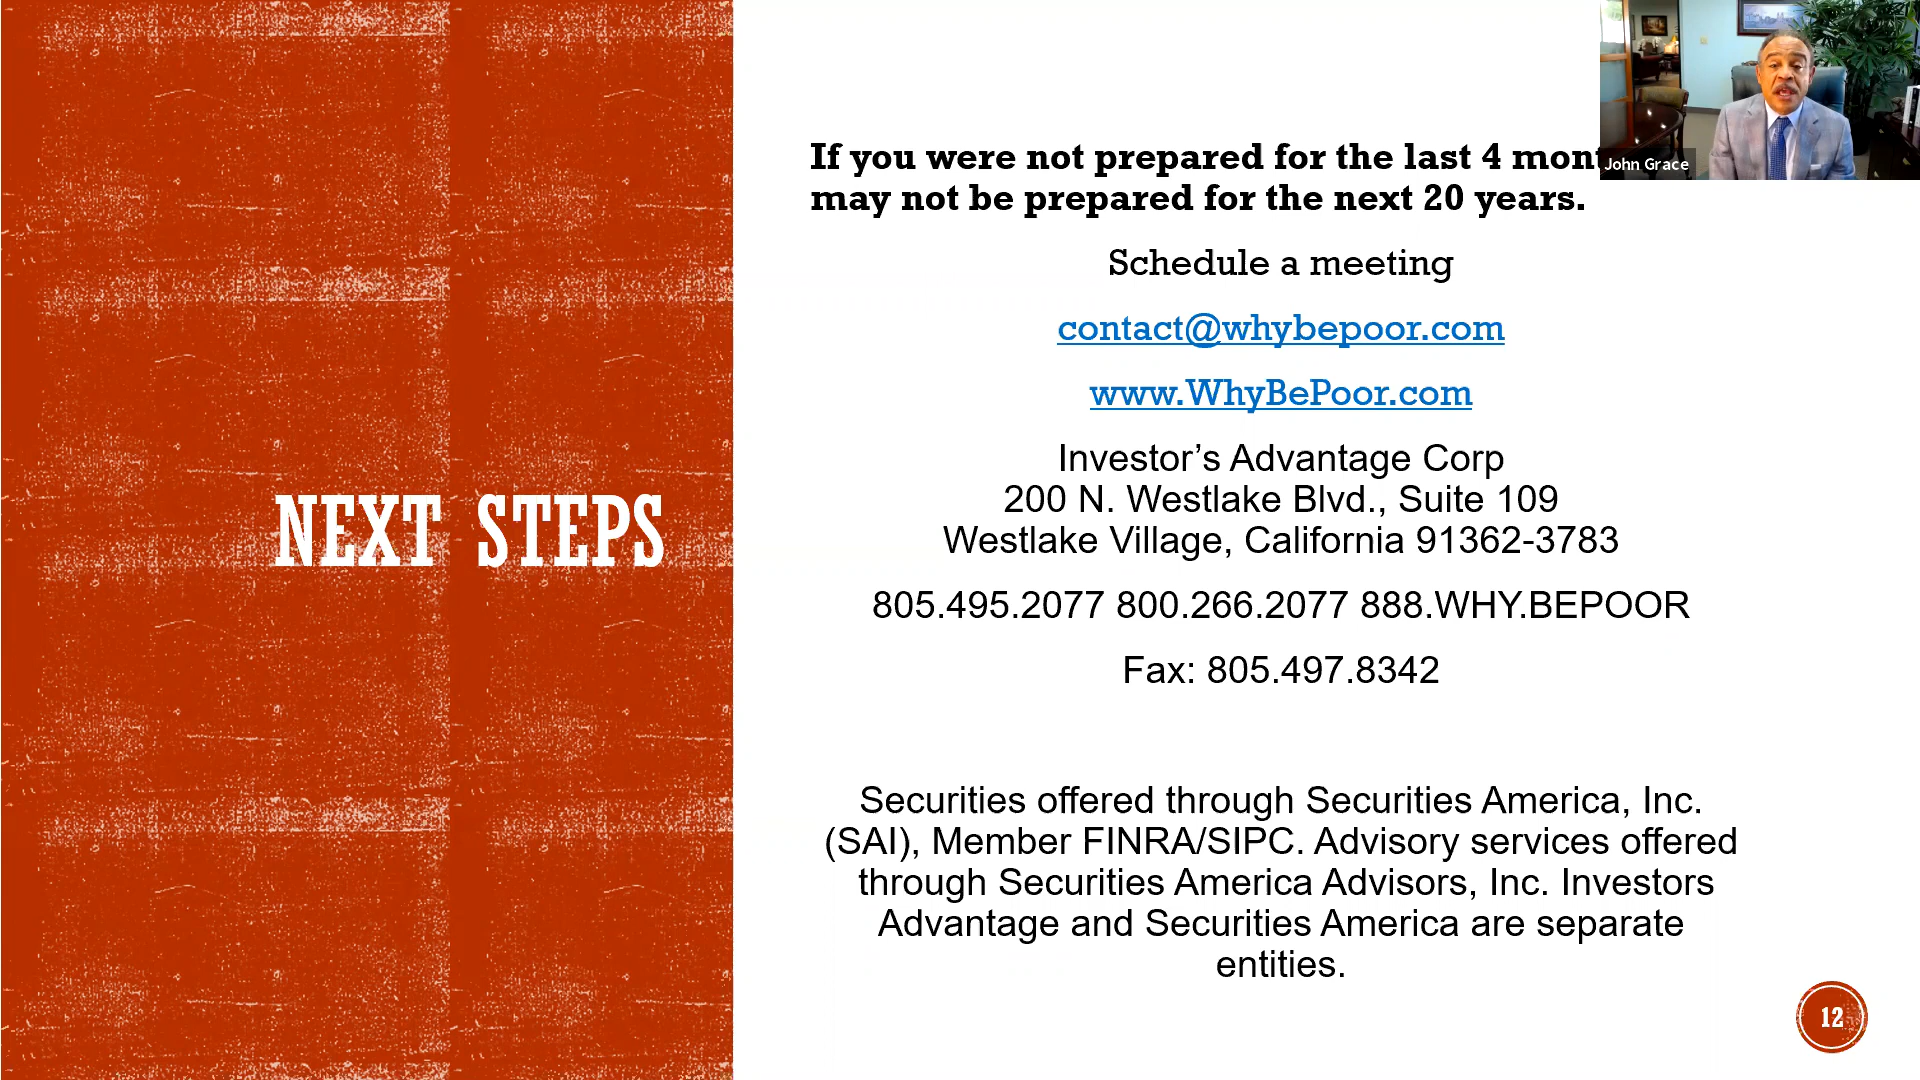 If you were not prepared for the last 4
may not be prepared for the next 20 years.
John Grace
Schedule a meeting
contact@whybepoor.com
www.WhyBePoor.com
Investor’s Advantage Corp
200 N. Westlake Blvd., Suite 109
Westlake Village, California 91362-3783
NEXT STEPS
805.495.2077 800.266.2077 888.WHY.BEPOOR
Fax: 805.497.8342
Securities offered through Securities America, Inc.
(SAI), Member FINRA/SIPC. Advisory services offered
through Securities America Advisors, Inc. Investors
Advantage and Securities America are separate
entities.
12